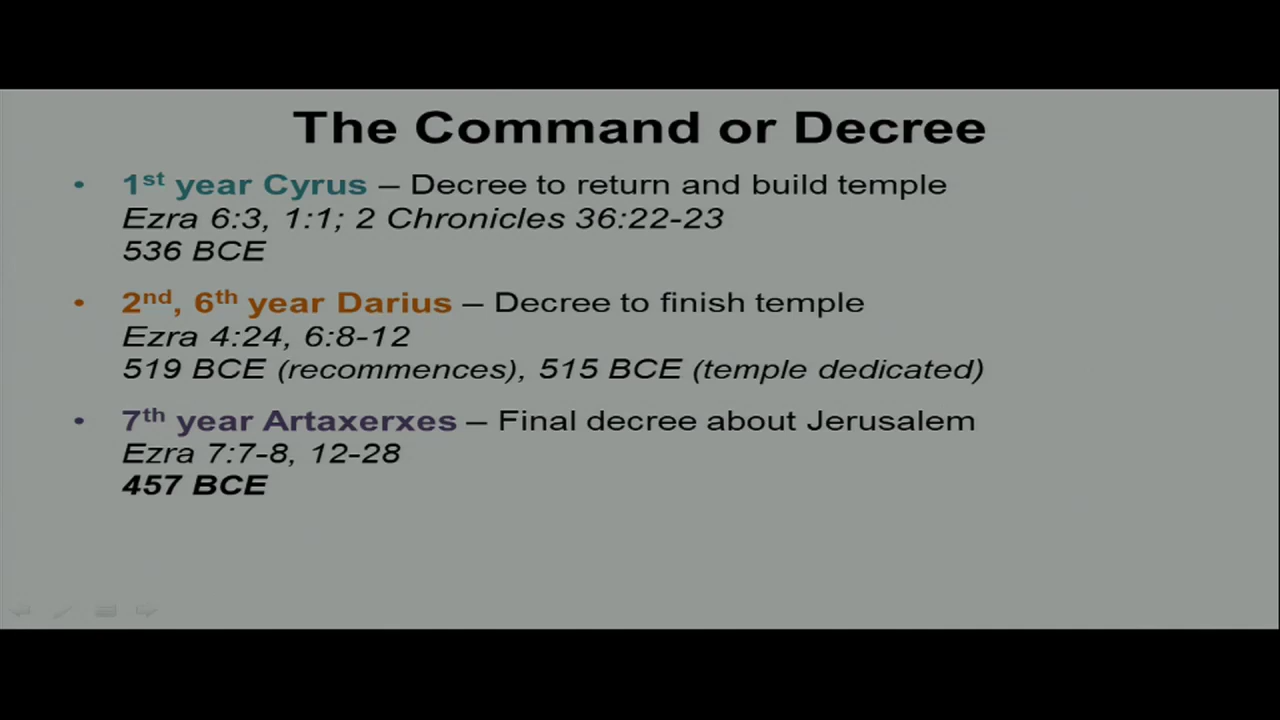 The Command or Decree
• 1st year Cyrus – Decree to return and build temple
Ezra 6:3, 1:1; 2 Chronicles 36:22-23
536 BCE
• 2nd, 6th year Darius – Decree to finish temple
Ezra 4:24, 6:8-12
519 BCE (recommences), 515 BCE (temple dedicated)
• 7th year Artaxerxes – Final decree about Jerusalem
Ezra 7:7-8, 12-28
457 BCE